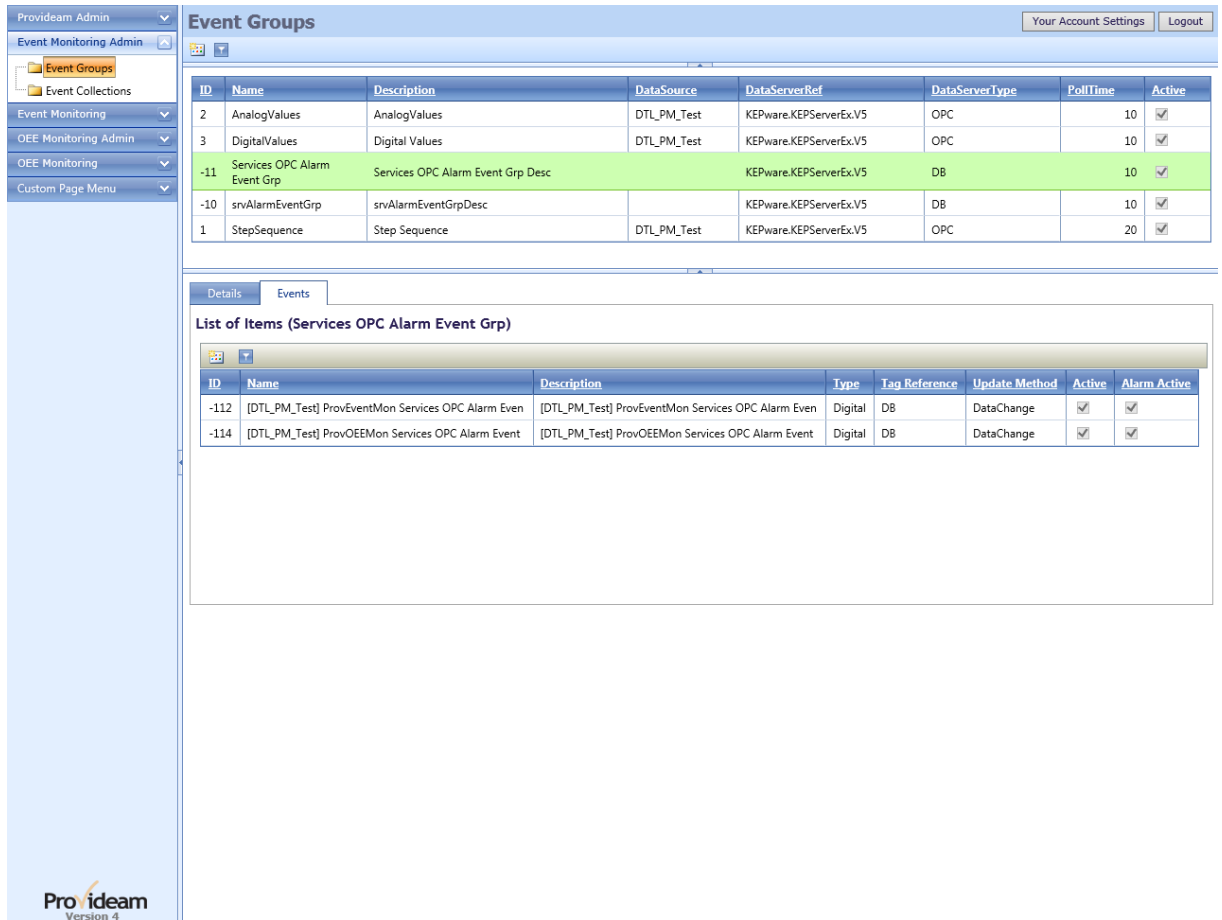 Provideam Admin
Event Monitoring Admin
Event Groups
Event Collections
Event Monitoring
OEE Monitoring Admin
OEE Monitoring
Custom Page Menu
Event Groups
Your Account Settings Logout
ID Name Description DataSource DataServerRef DataServerType PollTime Active
2 AnalogValues AnalogValues DTL_PM_Test KEPware.KEPServerEx.V5 OPC 10
3 DigitalValues Digital Values DTL_PM_Test KEPware.KEPServerEx.V5 OPC 10
-11 Services OPC Alarm Event Grp Services OPC Alarm Event Grp Desc KEPware.KEPServerEx.V5 DB 10
-10 srvAlarmEventGrp srvAlarmEventGrpDesc KEPware.KEPServerEx.V5 DB 10
1 StepSequence Step Sequence DTL_PM_Test KEPware.KEPServerEx.V5 OPC 20
Details Events
List of Items (Services OPC Alarm Event Grp)
ID Name Description Type Tag Reference Update Method Active Alarm Active
-112 [DTL_PM_Test] ProvEventMon Services OPC Alarm Even [DTL_PM_Test] ProvEventMon Services OPC Alarm Even Digital DB DataChange
-114 [DTL_PM_Test] ProvOEEMon Services OPC Alarm Event [DTL_PM_Test] ProvOEEMon Services OPC Alarm Event Digital DB DataChange
Provideam
Version 4